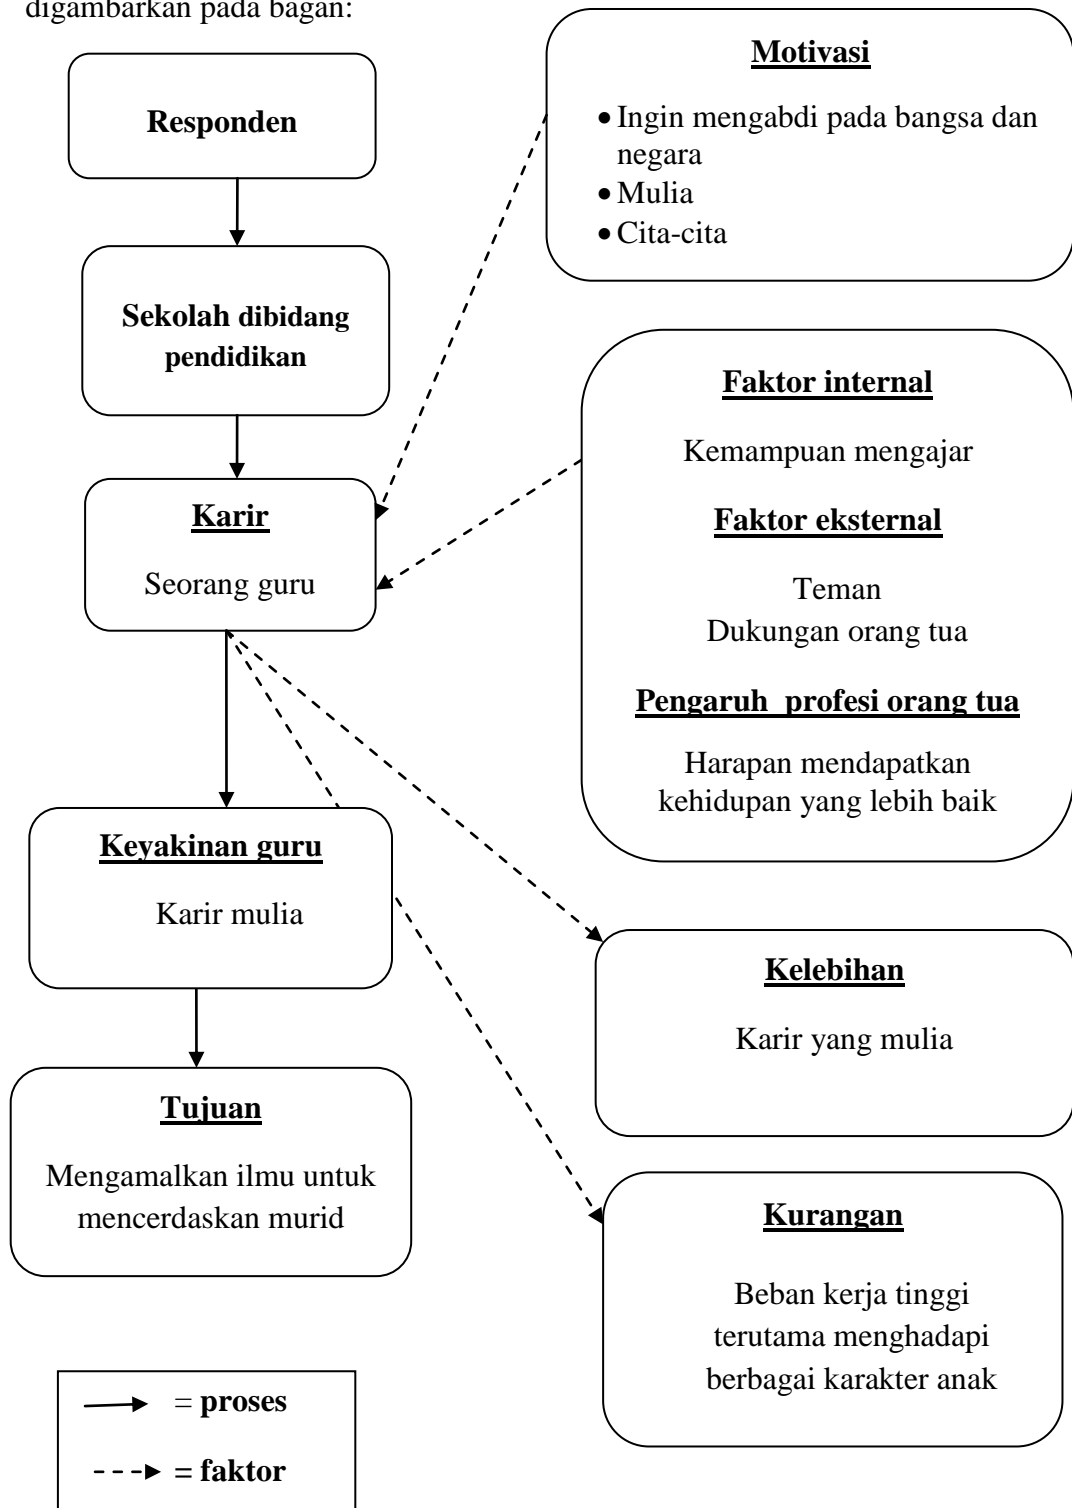 digambarkan pada bagan:
Responden
Sekolah dibidang
pendidikan
Karir
Seorang guru
Keyakinan guru
Karir mulia
Tujuan
Mengamalkan ilmu untuk
mencerdaskan murid
= proses
= faktor
Motivasi
• Ingin mengabdi pada bangsa dan
negara
• Mulia
• Cita-cita
Faktor internal
Kemampuan mengajar
Faktor eksternal
Teman
Dukungan orang tua
Pengaruh profesi orang tua
Harapan mendapatkan
kehidupan yang lebih baik
Kelebihan
Karir yang mulia
Kurangan
Beban kerja tinggi
terutama menghadapi
berbagai karakter anak